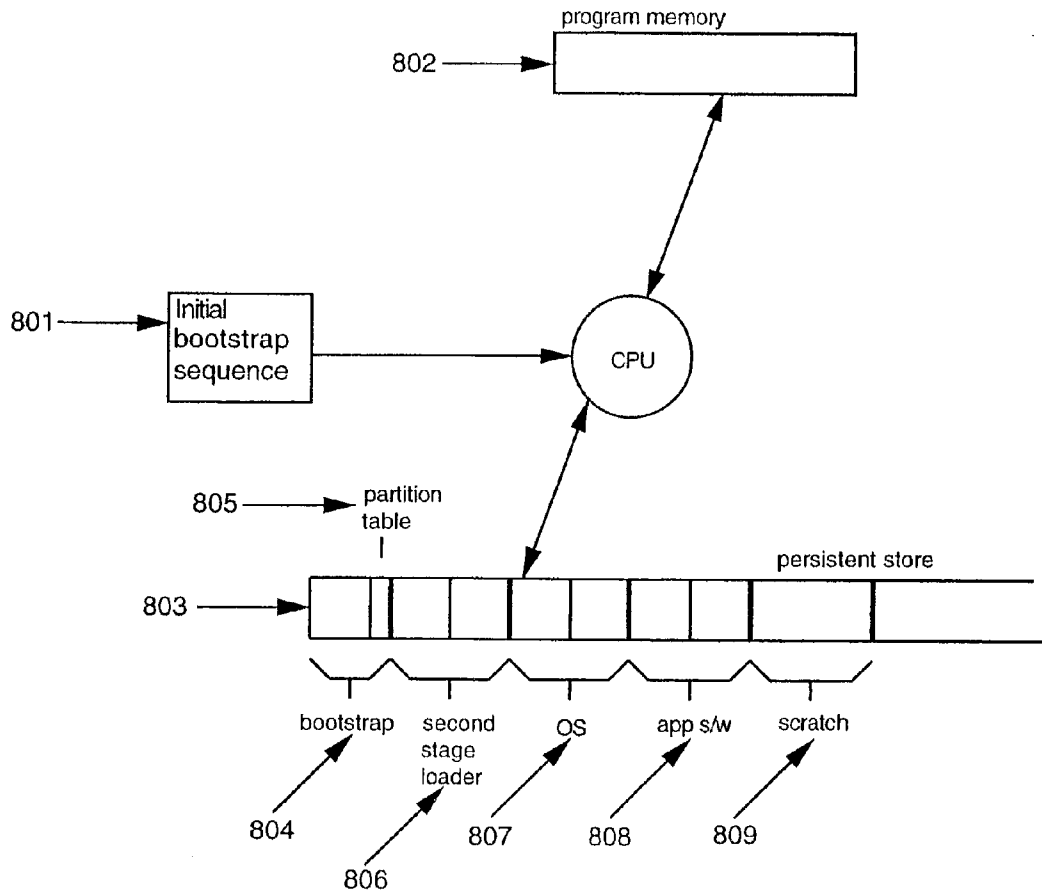 program memory
802
801
Initial
bootstrap
sequence
CPU
805
partition
table
persistent store
803
bootstrap
second
stage
loader
OS
app s/w
scratch
804
806
807
808
809